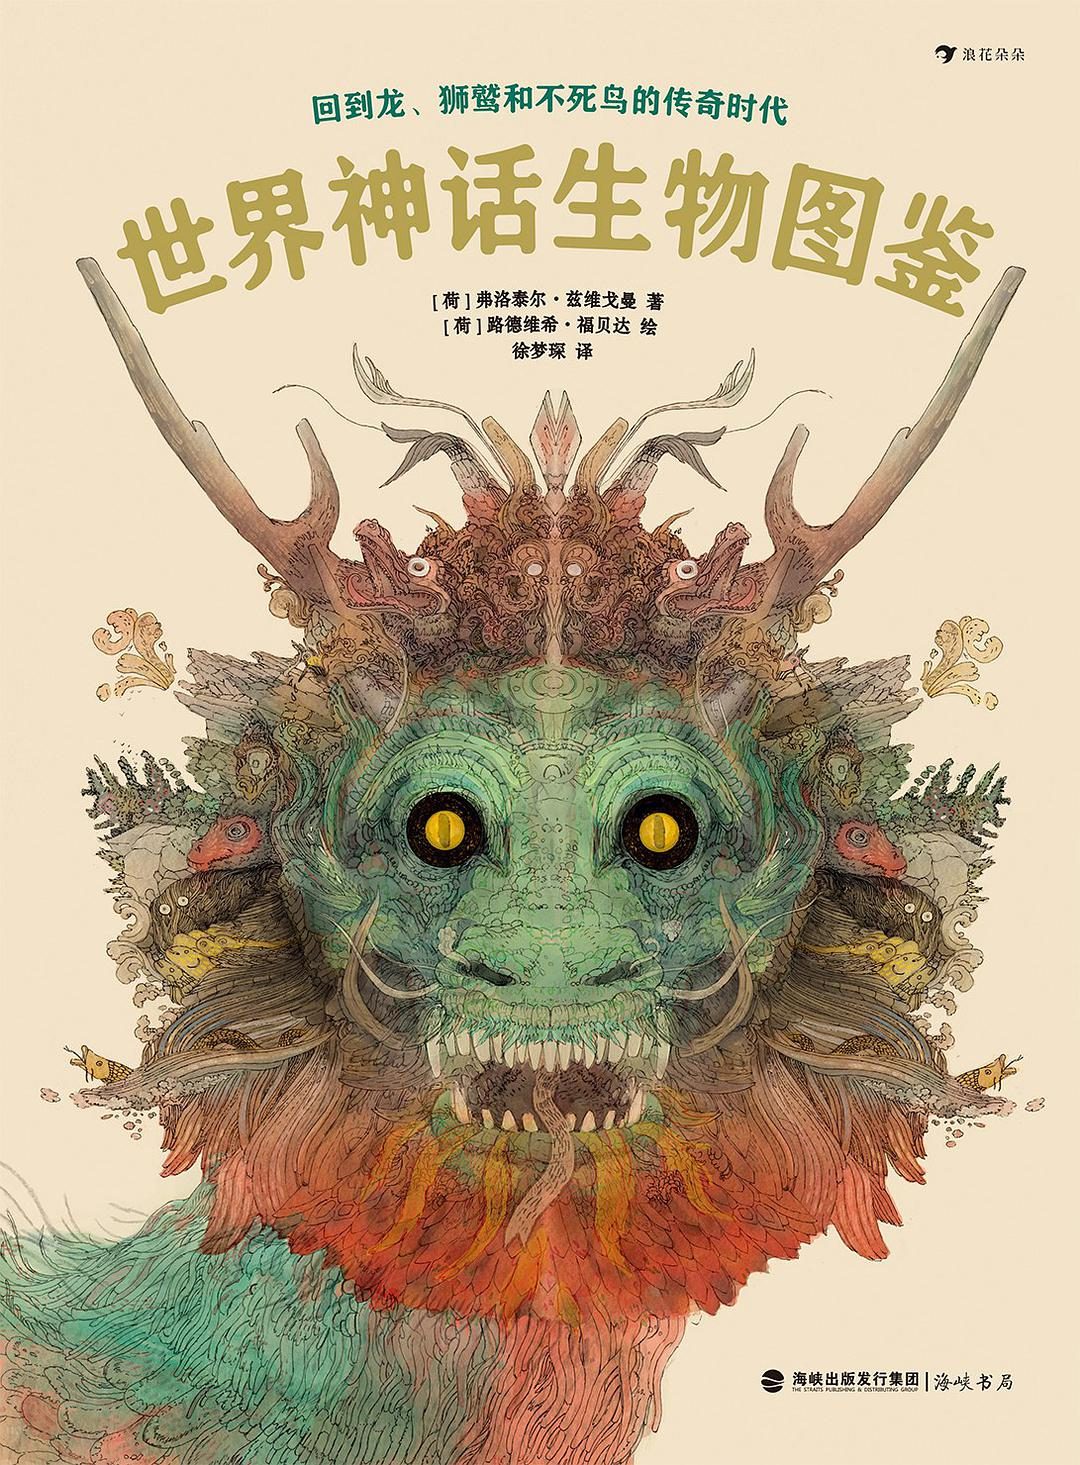 浪花朵朵
回到龙、狮鹫和不死鸟的传奇时代
世界神话生物图鉴
[荷]弗洛泰尔·兹维戈曼 著
[荷]路德维希·福贝达 绘
徐梦琛 译
海峡出版发行集团 | 海峡书局
THE STRAITS PUBLISHING & DISTRIBUTING GROUP